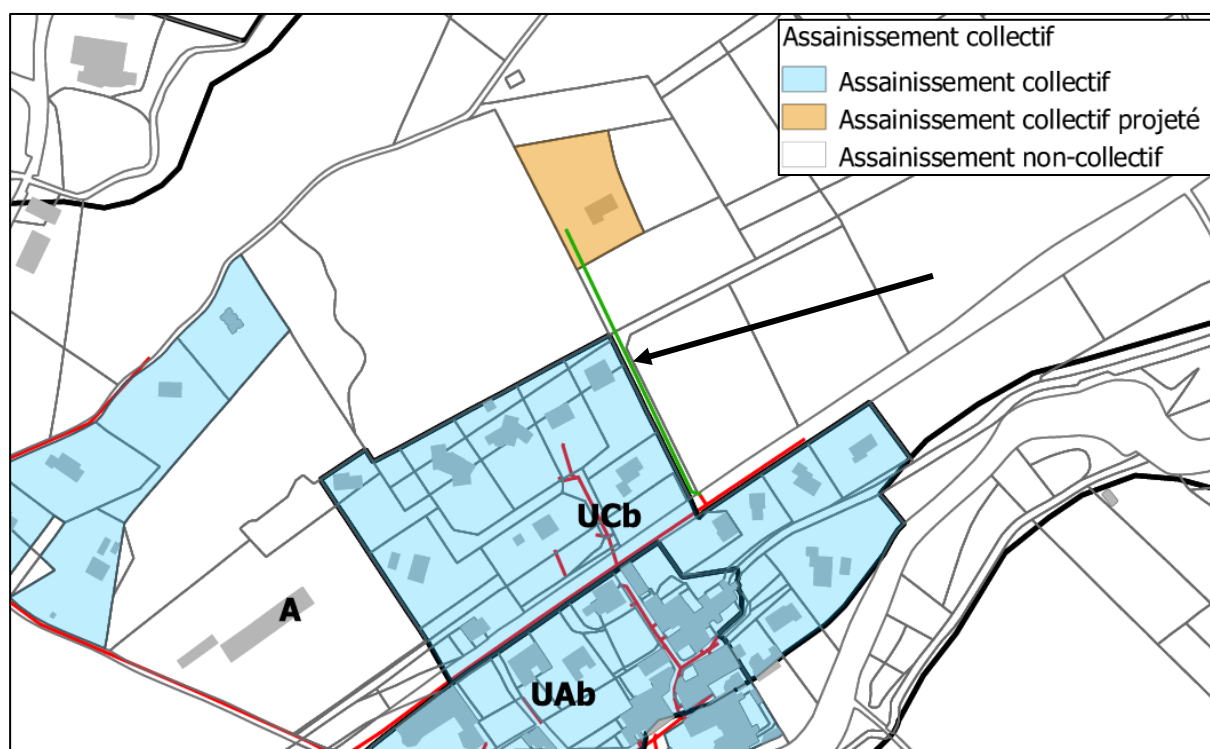 Assainissement collectif
Assainissement collectif
Assainissement collectif projeté
Assainissement non-collectif
UCb
A
UAb